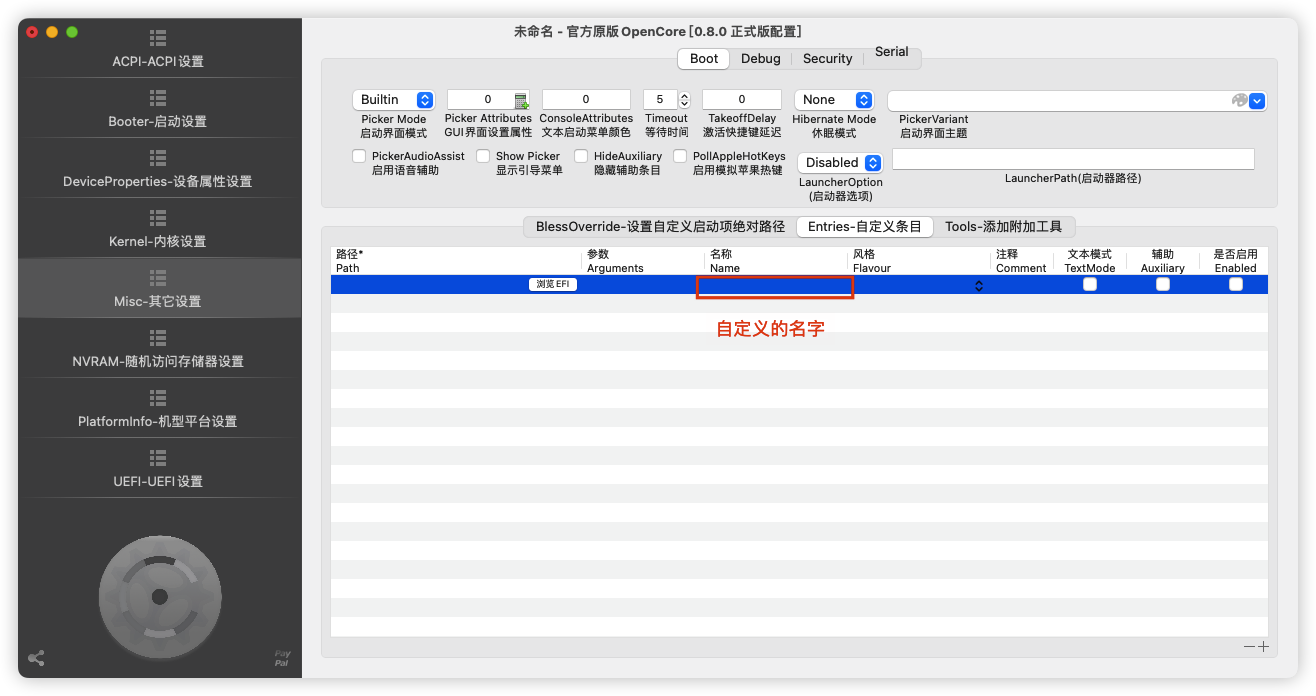 未命名 - 官方原版 OpenCore [0.8.0 正式版配置]
ACPI-ACPI设置
Booter-启动设置
DeviceProperties-设备属性设置
Kernel-内核设置
Misc-其它设置
NVRAM-随机访问存储器设置
PlatformInfo-机型平台设置
UEFI-UEFI设置
Pay
Pal
Boot Debug Security Serial
Builtin 0 0 5 0 None
Picker Mode Picker Attributes ConsoleAttributes Timeout TakeoffDelay Hibernate Mode PickerVariant
启动界面模式 GUI界面设置属性 文本启动菜单颜色 等待时间 激活快捷键延迟 休眠模式 启动界面主题
PickerAudioAssist Show Picker HideAuxiliary PollAppleHotKeys Disabled
启用语音辅助 显示引导菜单 隐藏辅助条目 启用模拟苹果热键
LauncherOption LauncherPath(启动器路径)
(启动器选项)
BlessOverride-设置自定义启动项绝对路径 Entries-自定义条目 Tools-添加附加工具
路径* 参数 名称 风格 注释 文本模式 辅助 是否启用
Path Arguments Name Flavour Comment TextMode Auxiliary Enabled
浏览 EFI
自定义的名字